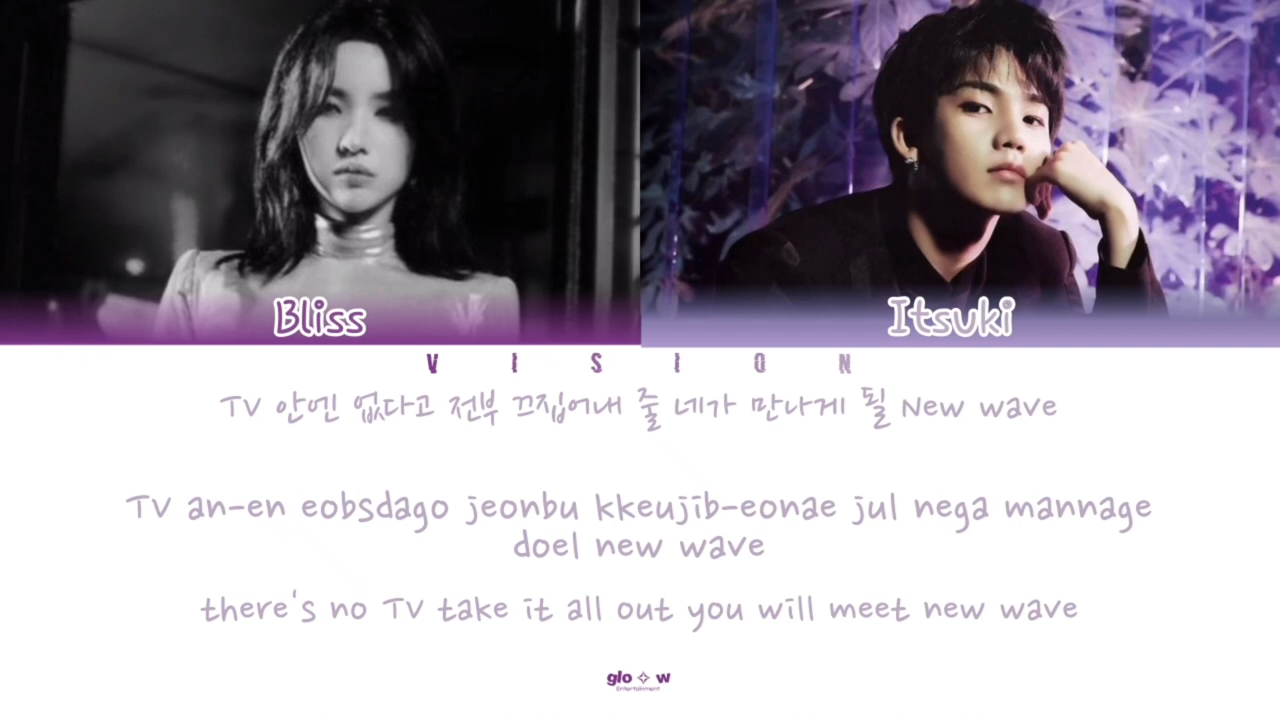 Bliss
Itsuki
VISION
TV 안엔 없다고 전부 끄집어내 줄 네가 만나게 될 New wave
TV an-en eobsdago jeonbu kkeujib-eonae jul nega mannage
doel new wave
there's no TV take it all out you will meet new wave
glo✧w
Entertainment